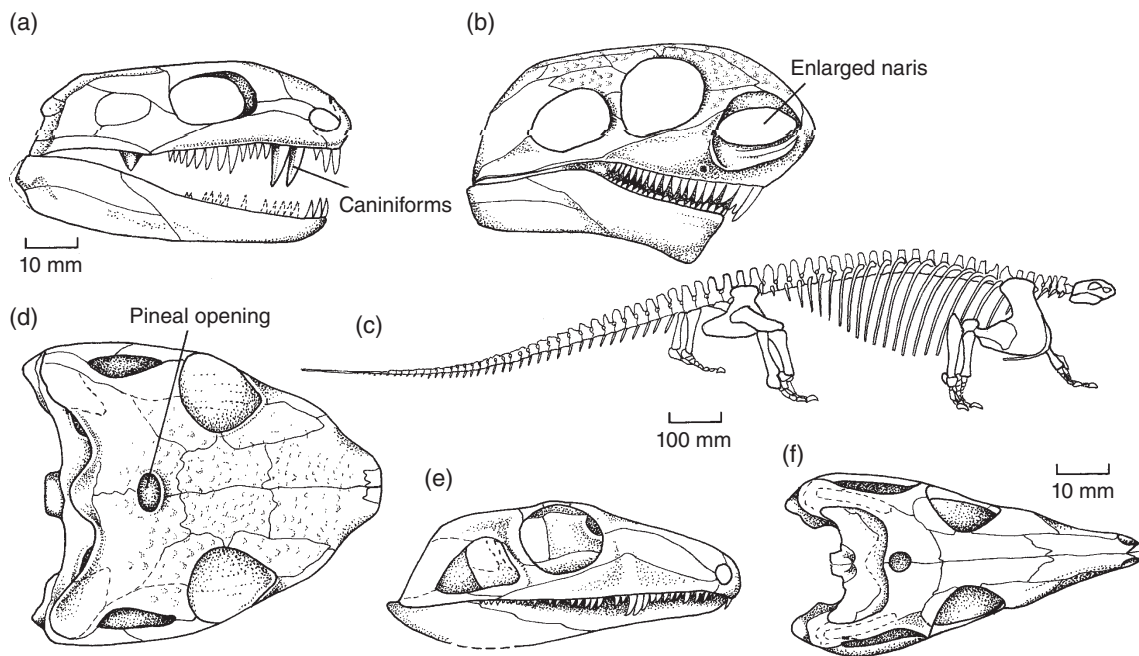 (a)
(b)
Enlarged naris
Caniniforms
10 mm
(d)
Pineal opening
(c)
100 mm
(e)
(f)
10 mm